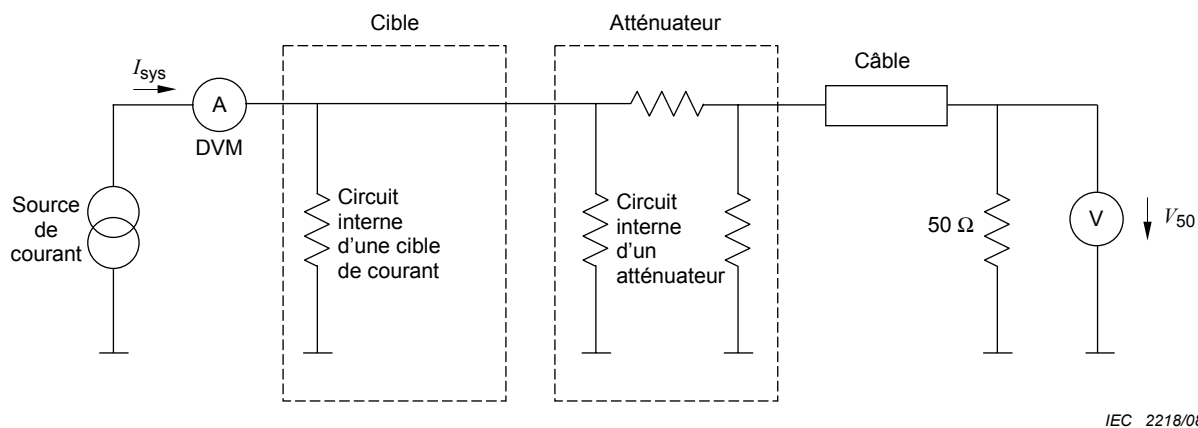 Cible
Atténuateur
Câble
Isys
A
DVM
Source
de
courant
Circuit
interne
d’une cible
de courant
Circuit
interne
d’un
atténuateur
50 Ω
V
V50
IEC 2218/08